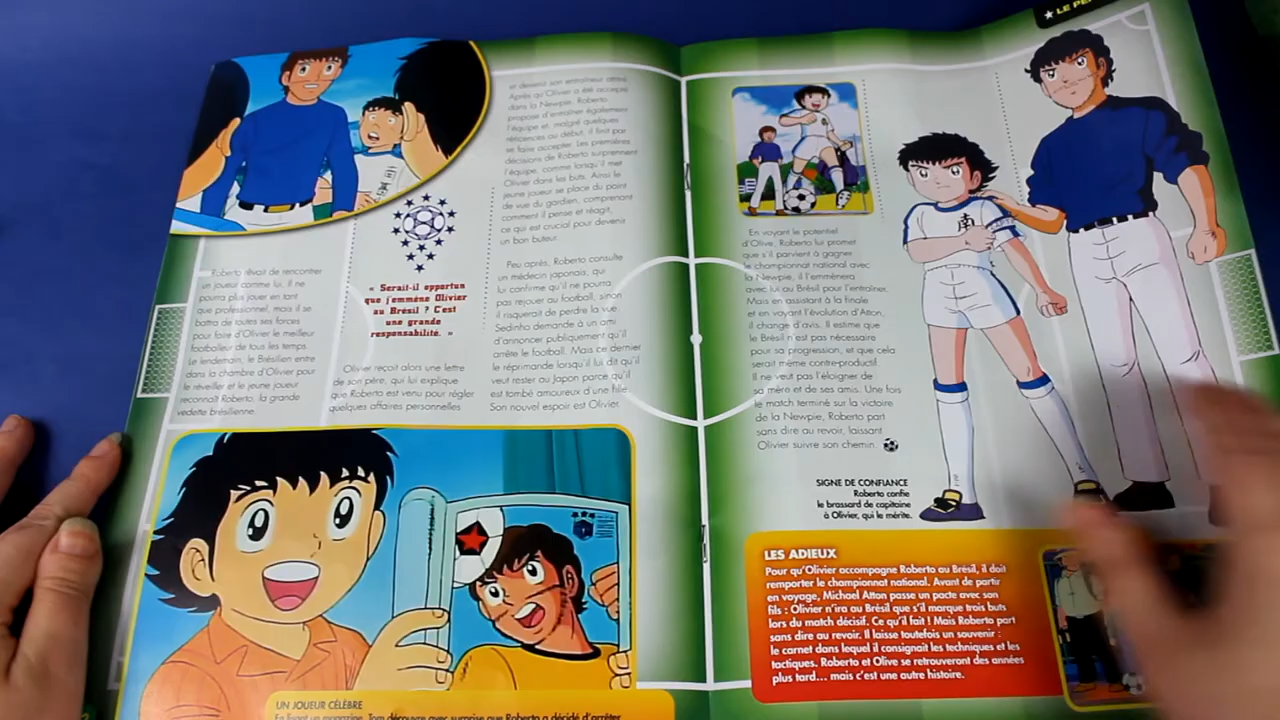 Roberto rêvait de rencontrer
un joueur comme lui. Il ne
pourra plus jouer en tant
que professionnel, mais il se
battra de toutes ses forces
pour faire d'Olivier le meilleur
footballeur de tous les temps.
Le lendemain, le Brésilien entre
dans la chambre d'Olivier pour
le réveiller et le jeune joueur
reconnaît Roberto, la grande
vedette brésilienne.
« Serait-il opportun
que j'emmène Olivier
au Brésil ? C'est
une grande
responsabilité. »
Olivier reçoit alors une lettre
de son père, qui lui explique
que Roberto est venu pour régler
quelques affaires personnelles
et devient son entraîneur attitré.
Après qu'Olivier a été accepté
dans la Newpie, Roberto
propose d'entraîner également
l'équipe et, malgré quelques
réticences au début, il finit par
se faire accepter. Les premières
décisions de Roberto surprennent
l'équipe, comme lorsqu'il met
Olivier dans les buts. Ainsi le
jeune joueur se place du point
de vue du gardien, comprenant
comment il pense et réagit,
ce qui est crucial pour devenir
un bon buteur.
Peu après, Roberto consulte
un médecin japonais, qui
lui confirme qu'il ne pourra
pas rejouer au football, sinon
il risquerait de perdre la vue.
Sedinho demande à un ami
d'annoncer publiquement qu'il
arrête le football. Mais ce dernier
le réprimande lorsqu'il lui dit qu'il
veut rester au Japon parce qu'il
est tombé amoureux d'une fille.
Son nouvel espoir est Olivier.
UN JOUEUR CÉLÈBRE
En lisant un magazine, Tom découvre avec surprise que Roberto a décidé d'arrêter
★ LE
En voyant le potentiel
d'Olive, Roberto lui promet
que s'il parvient à gagner
le championnat national avec
la Newpie, il l'emmènera
avec lui au Brésil pour l'entraîner.
Mais en assistant à la finale
et en voyant l'évolution d'Atton,
il change d'avis. Il estime que
le Brésil n'est pas nécessaire
pour sa progression, et que cela
serait même contre-productif.
Il ne veut pas l'éloigner de
sa mère et de ses amis. Une fois
le match terminé sur la victoire
de la Newpie, Roberto part
sans dire au revoir, laissant
Olivier suivre son chemin.
南
SIGNE DE CONFIANCE
Roberto confie
le brassard de capitaine
à Olivier, qui le mérite.
LES ADIEUX
Pour qu'Olivier accompagne Roberto au Brésil, il doit
remporter le championnat national. Avant de partir
en voyage, Michael Atton passe un pacte avec son
fils : Olivier n'ira au Brésil que s'il marque trois buts
lors du match décisif. Ce qu'il fait ! Mais Roberto part
sans dire au revoir. Il laisse toutefois un souvenir :
le carnet dans lequel il consignait les techniques et les
tactiques. Roberto et Olive se retrouveront des années
plus tard... mais c'est une autre histoire.